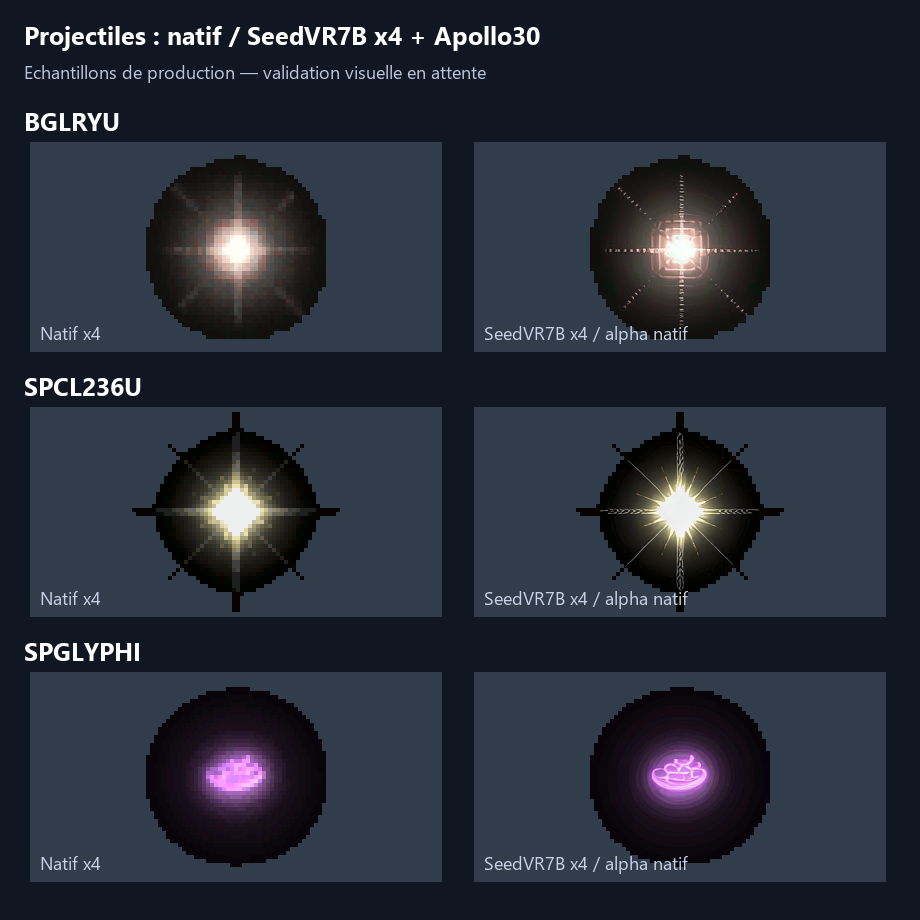 Projectiles : natif / SeedVR7B x4 + Apollo30
Echantillons de production — validation visuelle en attente
BGLRYU
Natif x4
SeedVR7B x4 / alpha natif
SPCL236U
Natif x4
SeedVR7B x4 / alpha natif
SPGLYPHI
Natif x4
SeedVR7B x4 / alpha natif